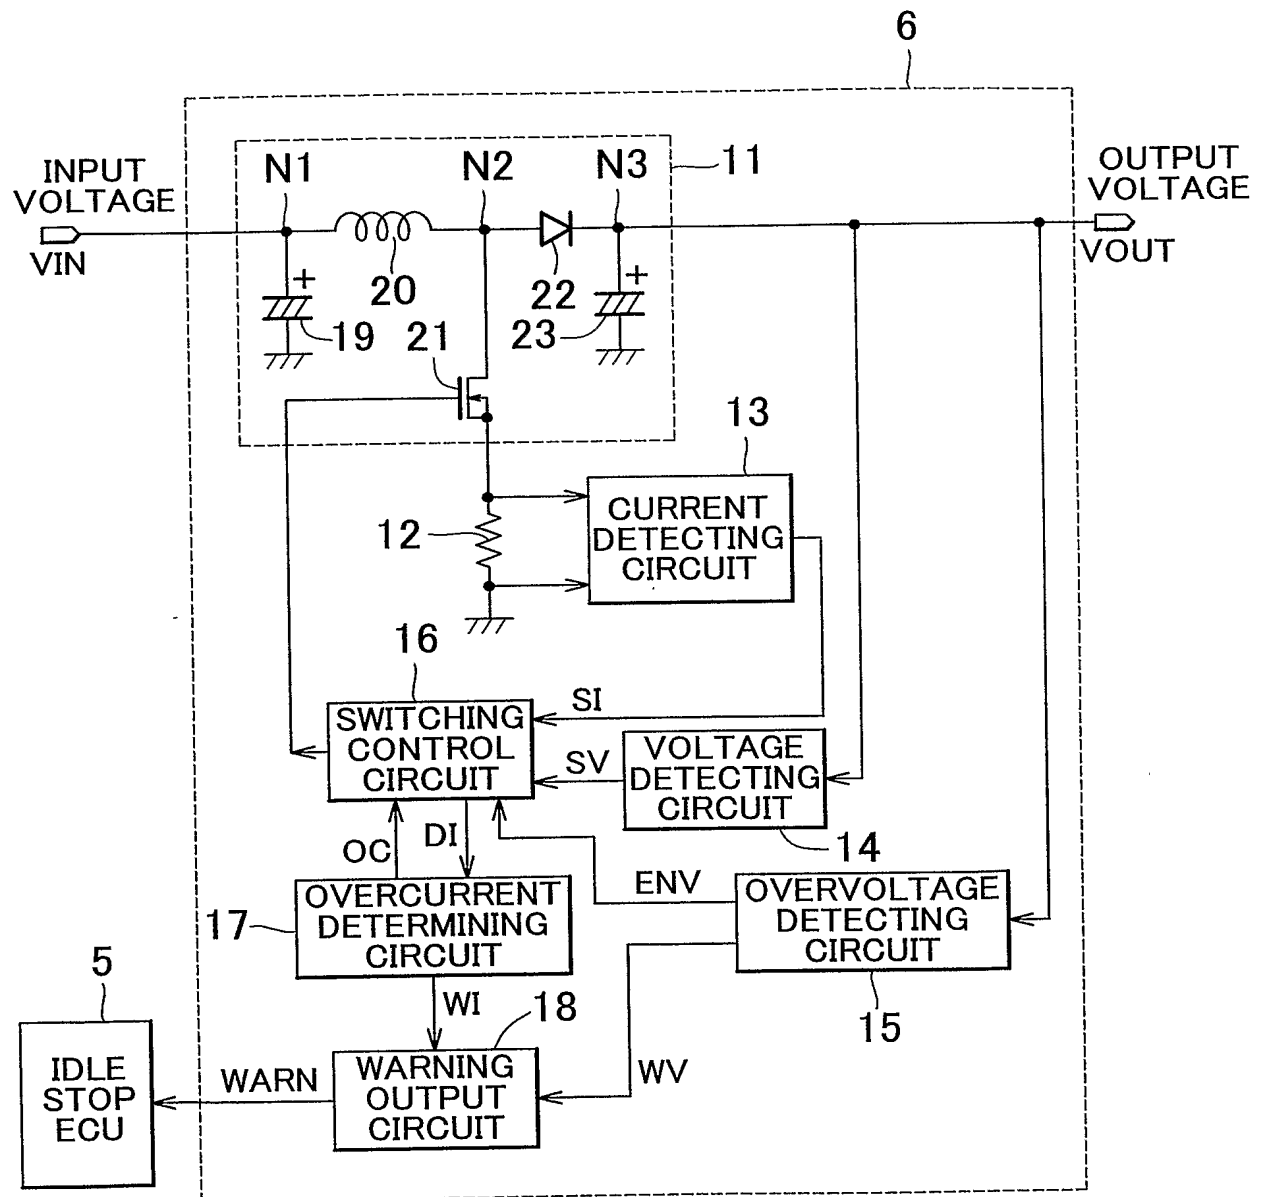 6
INPUT
VOLTAGE
VIN
N1
N2
N3
11
OUTPUT
VOLTAGE
VOUT
+
19
20
21
22
+
23
12
13
CURRENT
DETECTING
CIRCUIT
16
SWITCHING
CONTROL
CIRCUIT
SI
SV
VOLTAGE
DETECTING
CIRCUIT
14
OC
DI
ENV
OVERVOLTAGE
DETECTING
CIRCUIT
15
17
OVERCURRENT
DETERMINING
CIRCUIT
WI
18
WARNING
OUTPUT
CIRCUIT
WV
WARN
5
IDLE
STOP
ECU